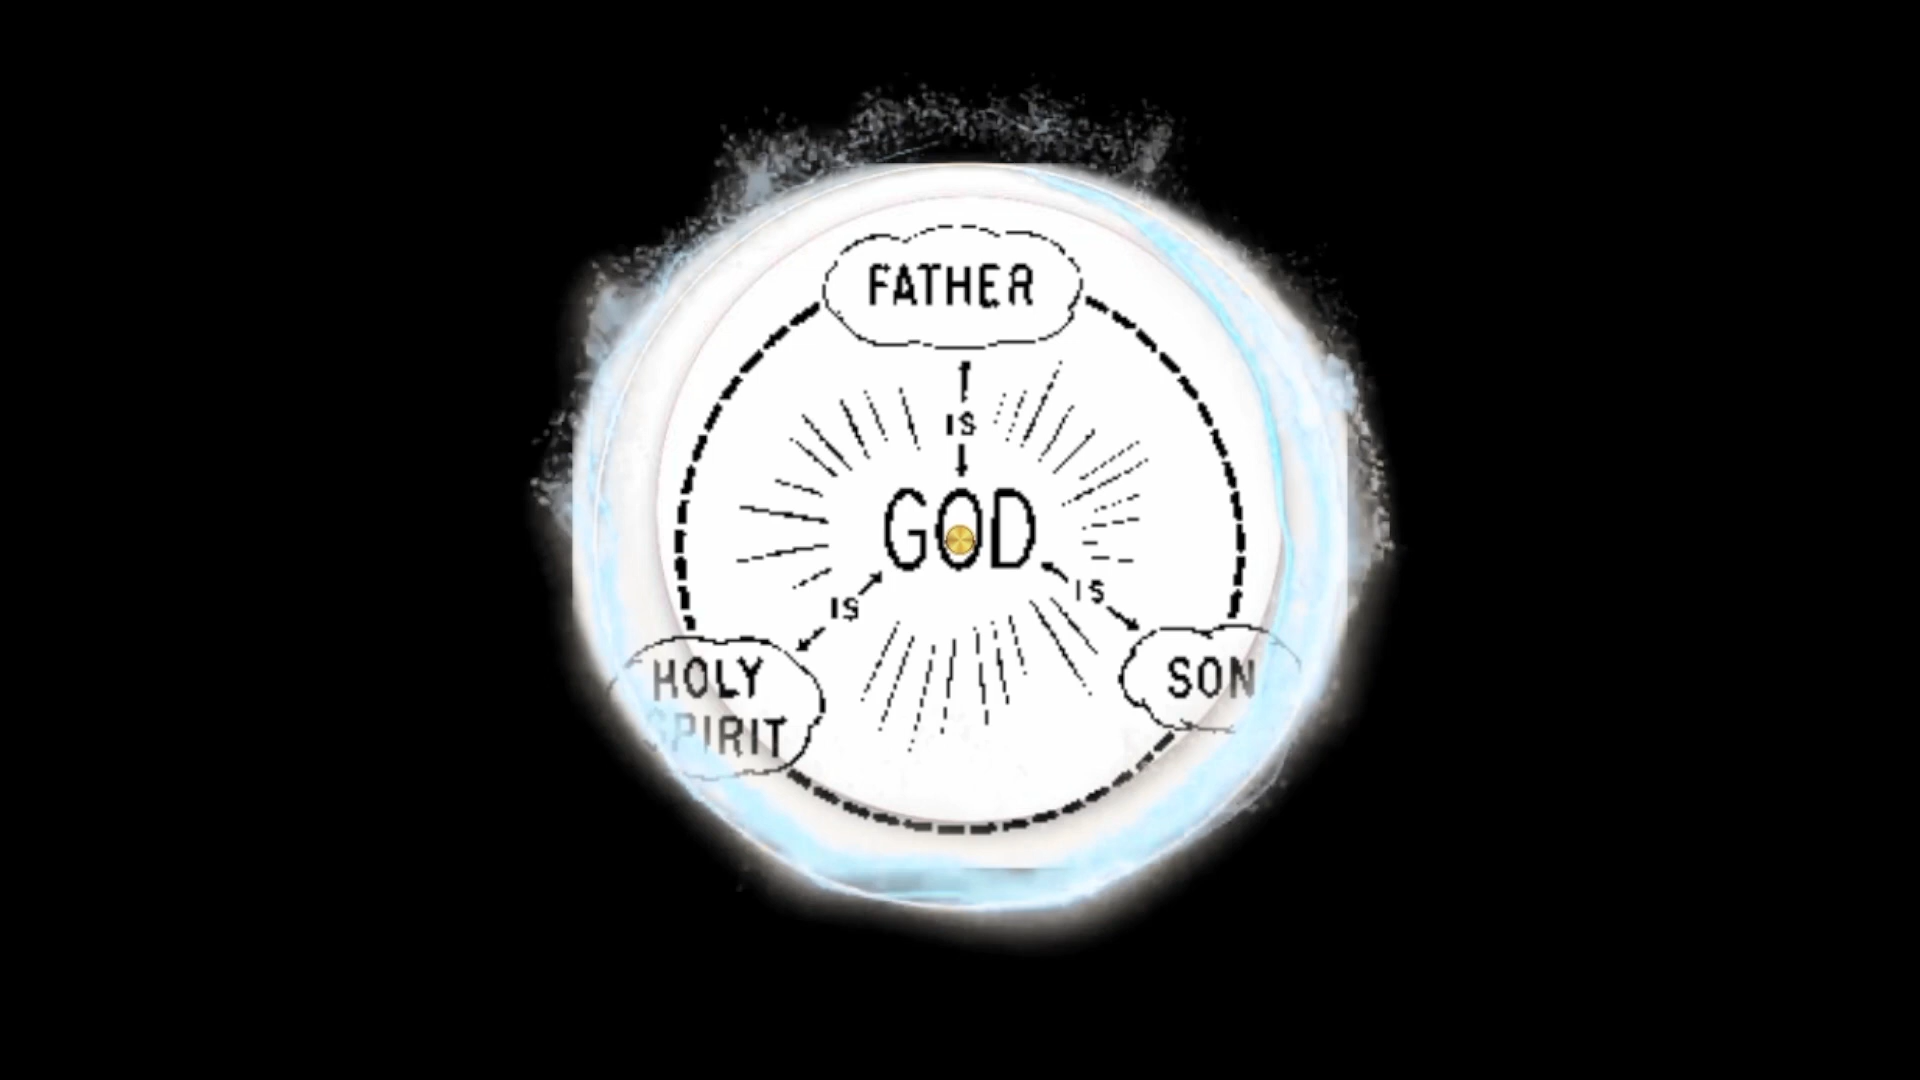 FATHER
IS
GOD
IS
IS
HOLY
SPIRIT
SON